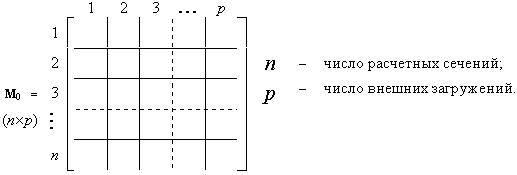 1 2 3 ... p
1
2 n – число расчетных сечений;
M₀ = 3 p – число внешних загружений.
(n×p) ⋮
n